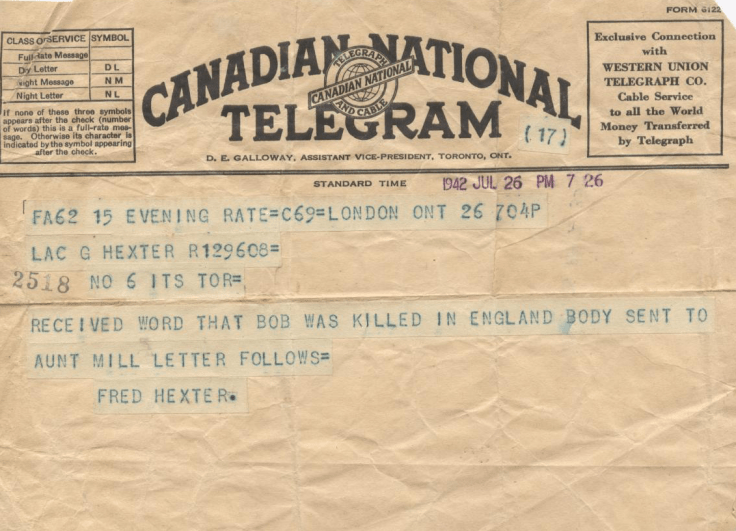 FORM 6122
CLASS OF SERVICE SYMBOL
Full-Rate Message
Day Letter D L
Night Message N M
Night Letter N L
If none of these three symbols
appears after the check (number
of words) this is a full-rate mes-
sage. Otherwise its character is
indicated by the symbol appearing
after the check.
CANADIAN NATIONAL
TELEGRAM
TELEGRAPH
CANADIAN NATIONAL
AND CABLE
D. E. GALLOWAY, ASSISTANT VICE-PRESIDENT, TORONTO, ONT.
(17)
Exclusive Connection
with
WESTERN UNION
TELEGRAPH CO.
Cable Service
to all the World
Money Transferred
by Telegraph
STANDARD TIME 1942 JUL 26 PM 7 26
FA62 15 EVENING RATE=C69=LONDON ONT 26 704P
LAC G HEXTER R129608=
2518 NO 6 ITS TOR=
RECEIVED WORD THAT BOB WAS KILLED IN ENGLAND BODY SENT TO
AUNT MILL LETTER FOLLOWS=
FRED HEXTER.